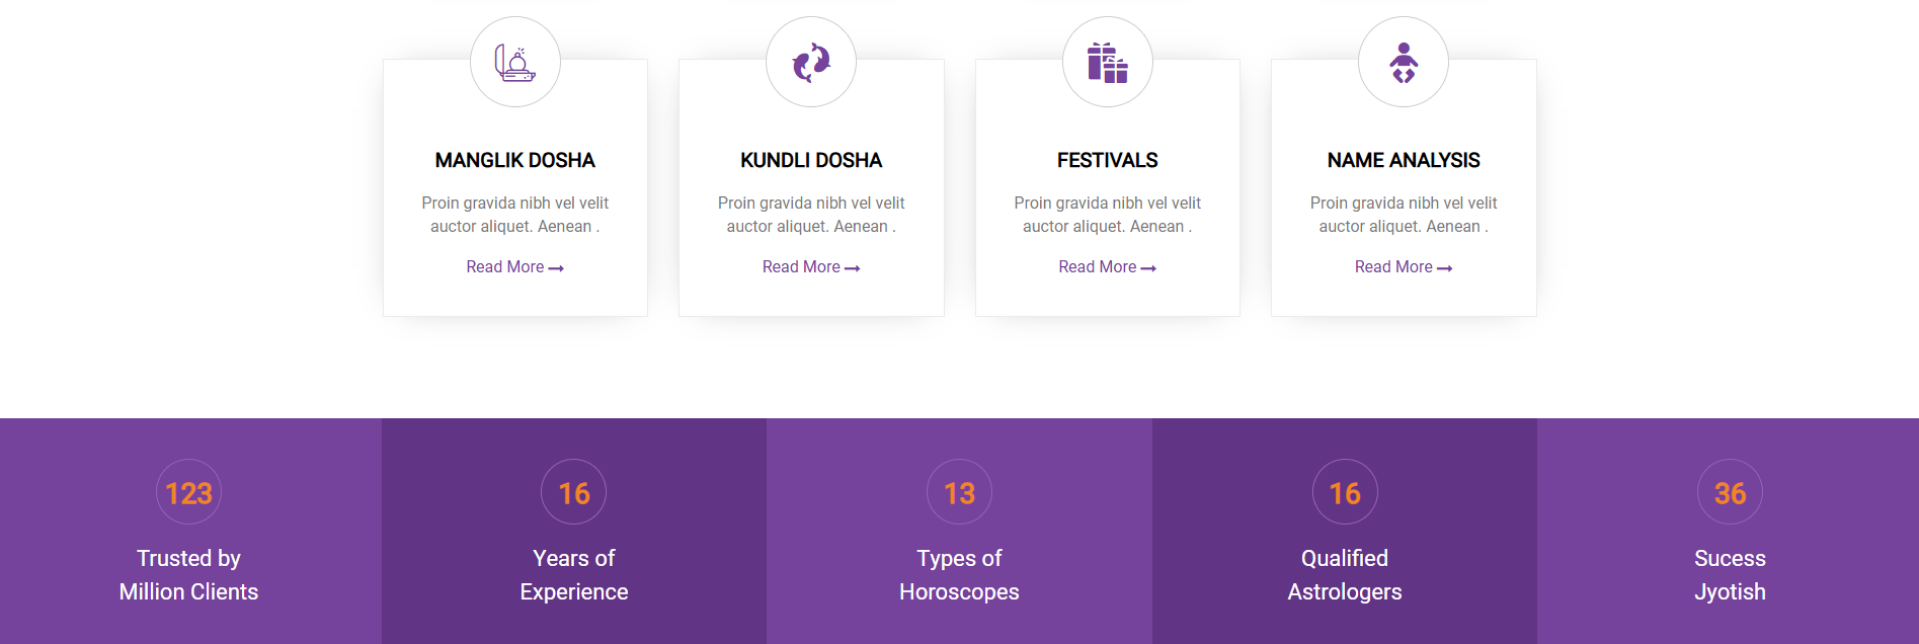 MANGLIK DOSHA
Proin gravida nibh vel velit
auctor aliquet. Aenean .
Read More
KUNDLI DOSHA
Proin gravida nibh vel velit
auctor aliquet. Aenean .
Read More
FESTIVALS
Proin gravida nibh vel velit
auctor aliquet. Aenean .
Read More
NAME ANALYSIS
Proin gravida nibh vel velit
auctor aliquet. Aenean .
Read More
123
Trusted by
Million Clients
16
Years of
Experience
13
Types of
Horoscopes
16
Qualified
Astrologers
36
Sucess
Jyotish